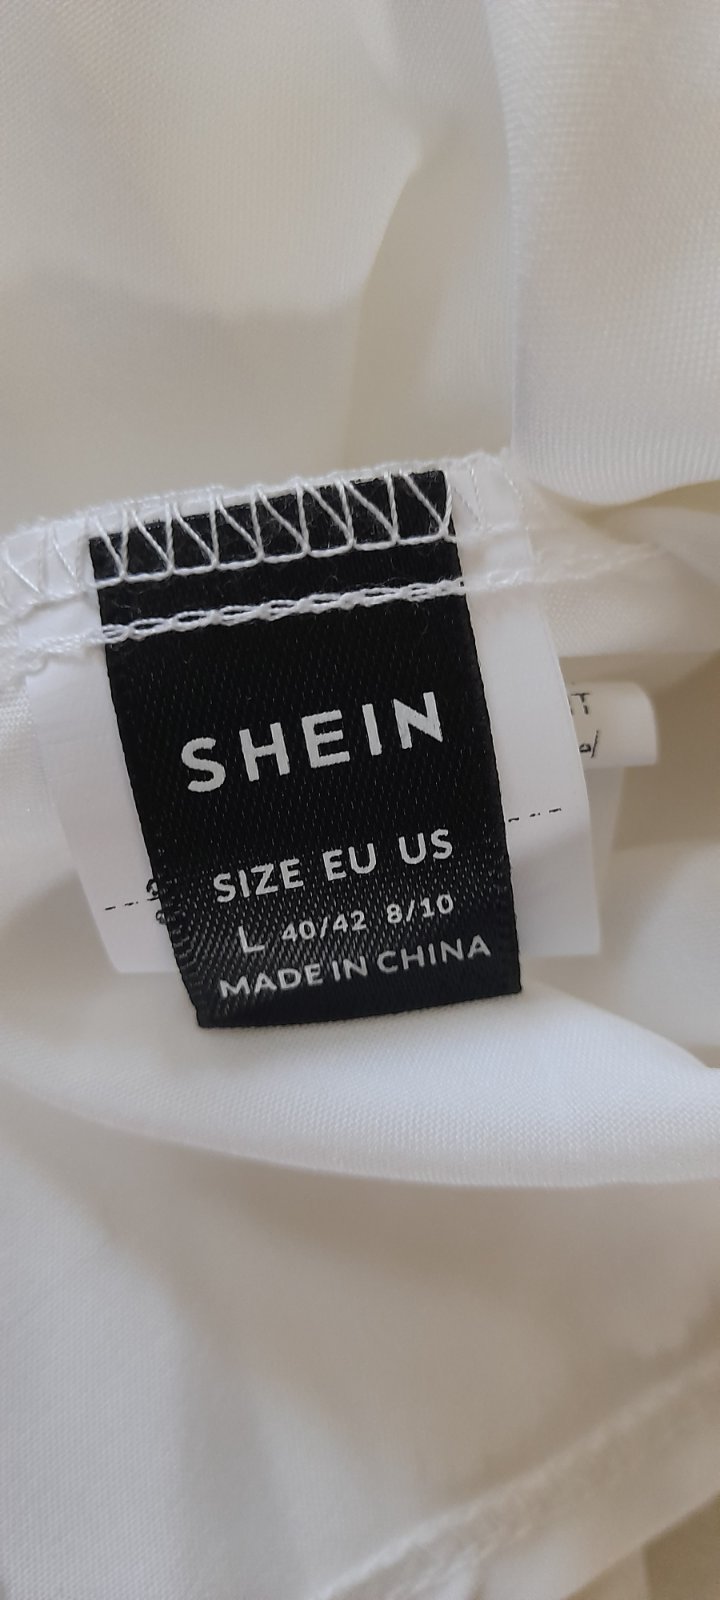 SHEIN
SIZE EU US
L 40/42 8/10
MADE IN CHINA